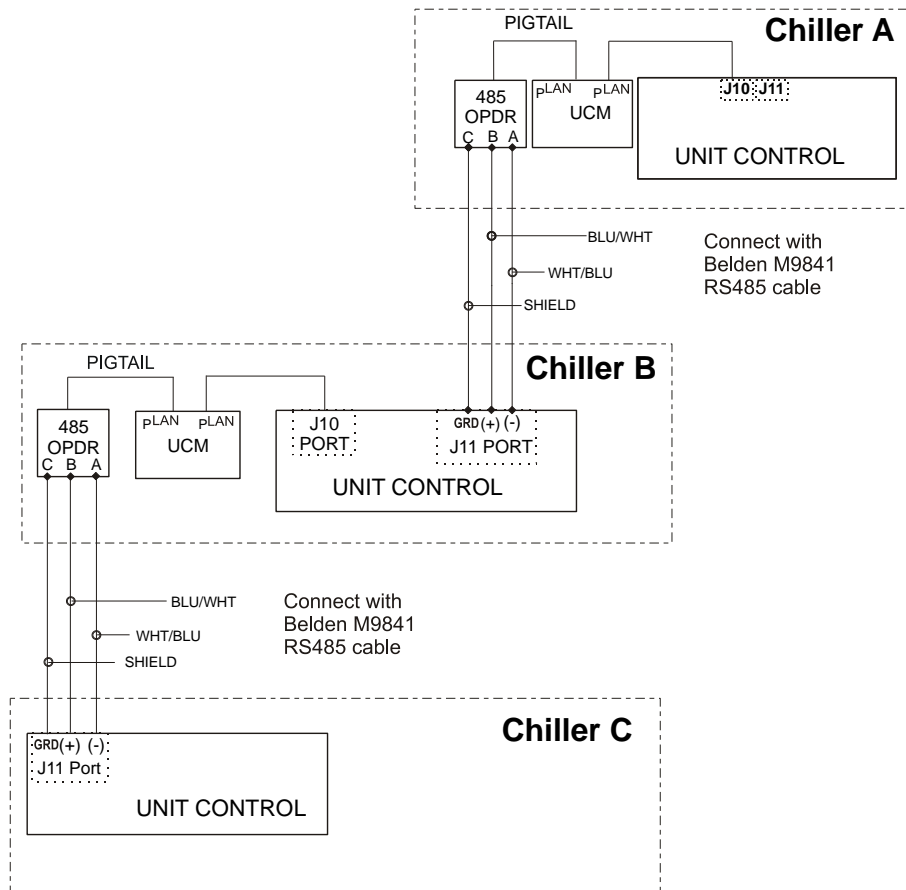 Chiller A
PIGTAIL
485
OPDR
C B A
pLAN pLAN
UCM
J10 J11
UNIT CONTROL
BLU/WHT
WHT/BLU
SHIELD
Connect with
Belden M9841
RS485 cable
Chiller B
PIGTAIL
485
OPDR
C B A
pLAN pLAN
UCM
J10
PORT
GRD (+) (-)
J11 PORT
UNIT CONTROL
BLU/WHT
WHT/BLU
SHIELD
Connect with
Belden M9841
RS485 cable
Chiller C
GRD (+) (-)
J11 Port
UNIT CONTROL